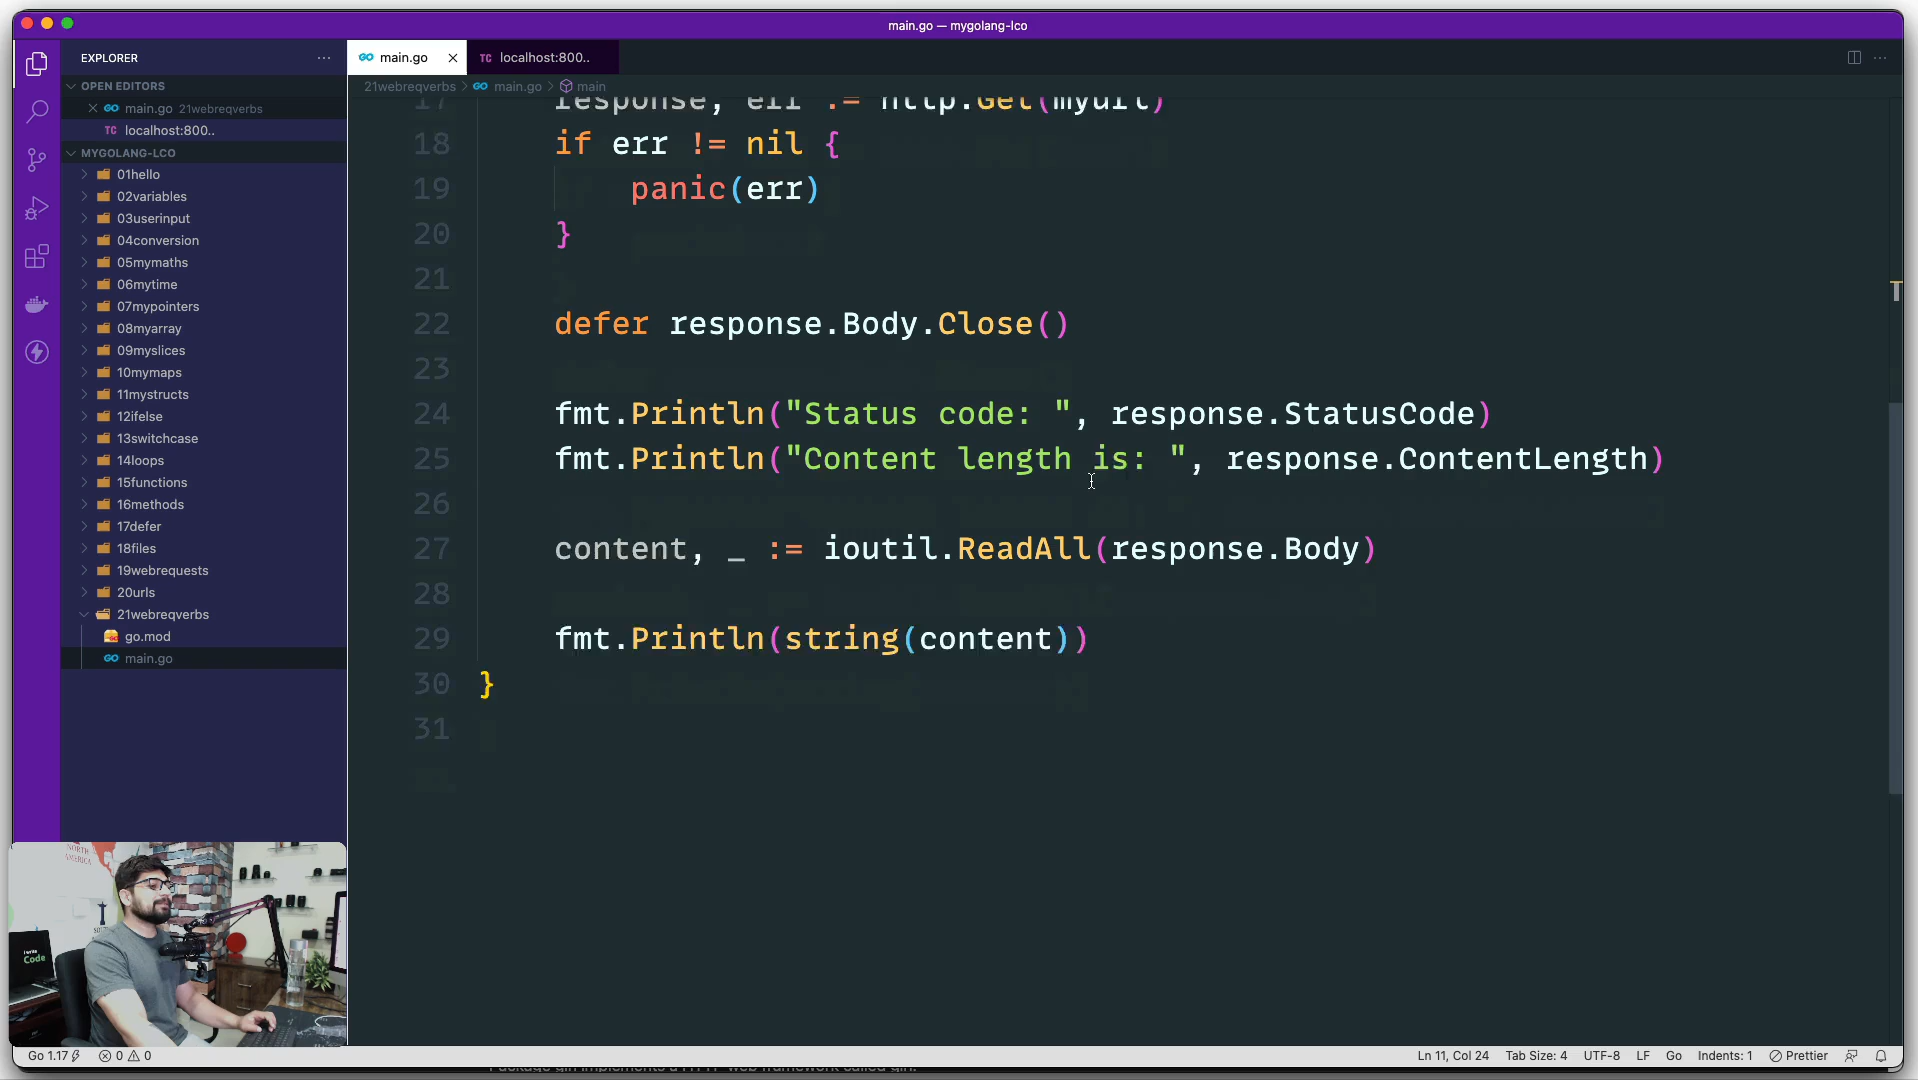 main.go — mygolang-lco
EXPLORER
OPEN EDITORS
main.go 21webreqverbs
TC localhost:800..
MYGOLANG-LCO
01hello
02variables
03userinput
04conversion
05mymaths
06mytime
07mypointers
08myarray
09myslices
10mymaps
11mystructs
12ifelse
13switchcase
14loops
15functions
16methods
17defer
18files
19webrequests
20urls
21webreqverbs
go.mod
main.go
main.go
TC localhost:800..
21webreqverbs > main.go > main
17 response, err := http.Get(myurl)
18 if err != nil {
19 panic(err)
20 }
21
22 defer response.Body.Close()
23
24 fmt.Println("Status code: ", response.StatusCode)
25 fmt.Println("Content length is: ", response.ContentLength)
26
27 content, _ := ioutil.ReadAll(response.Body)
28
29 fmt.Println(string(content))
30 }
31
NORTH
AMERICA
I write
Code
Go 1.17 0 0
Ln 11, Col 24 Tab Size: 4 UTF-8 LF Go Indents: 1 Prettier